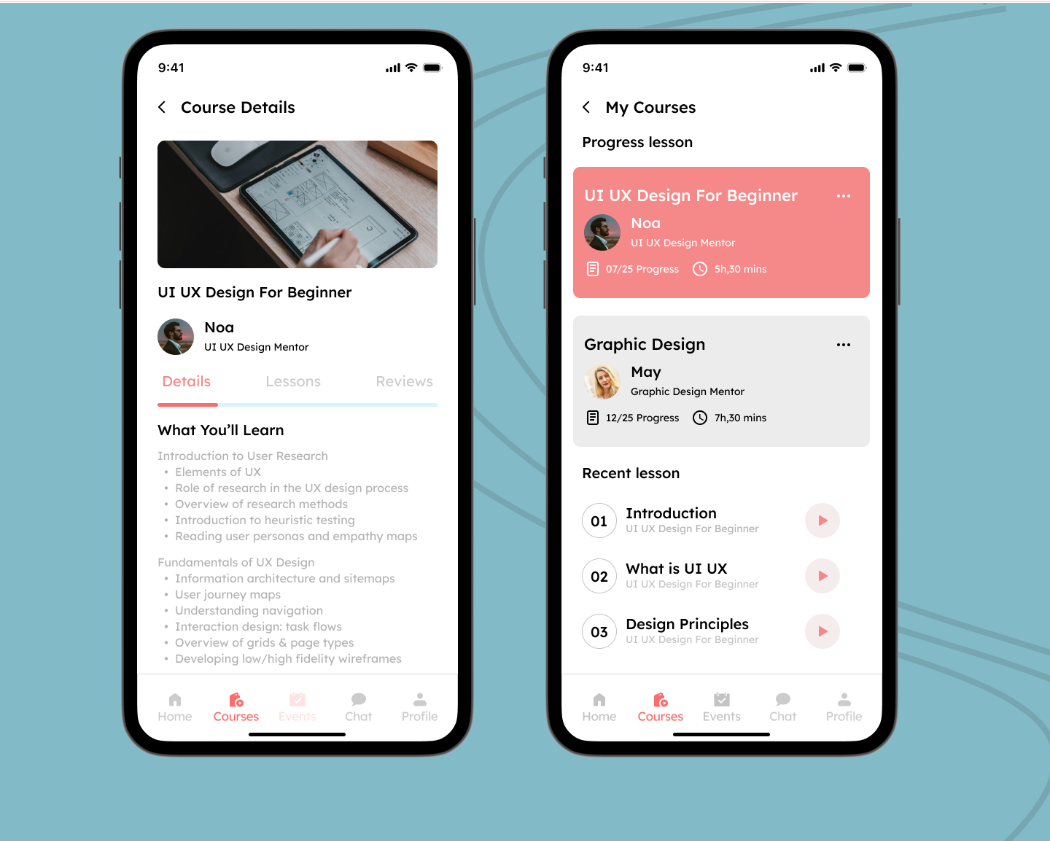 9:41
Course Details
UI UX Design For Beginner
Noa
UI UX Design Mentor
Details Lessons Reviews
What You’ll Learn
Introduction to User Research
• Elements of UX
• Role of research in the UX design process
• Overview of research methods
• Introduction to heuristic testing
• Reading user personas and empathy maps
Fundamentals of UX Design
• Information architecture and sitemaps
• User journey maps
• Understanding navigation
• Interaction design: task flows
• Overview of grids & page types
• Developing low/high fidelity wireframes
Home Courses Events Chat Profile
9:41
My Courses
Progress lesson
UI UX Design For Beginner
Noa
UI UX Design Mentor
07/25 Progress 5h,30 mins
Graphic Design
May
Graphic Design Mentor
12/25 Progress 7h,30 mins
Recent lesson
01 Introduction
UI UX Design For Beginner
02 What is UI UX
UI UX Design For Beginner
03 Design Principles
UI UX Design For Beginner
Home Courses Events Chat Profile